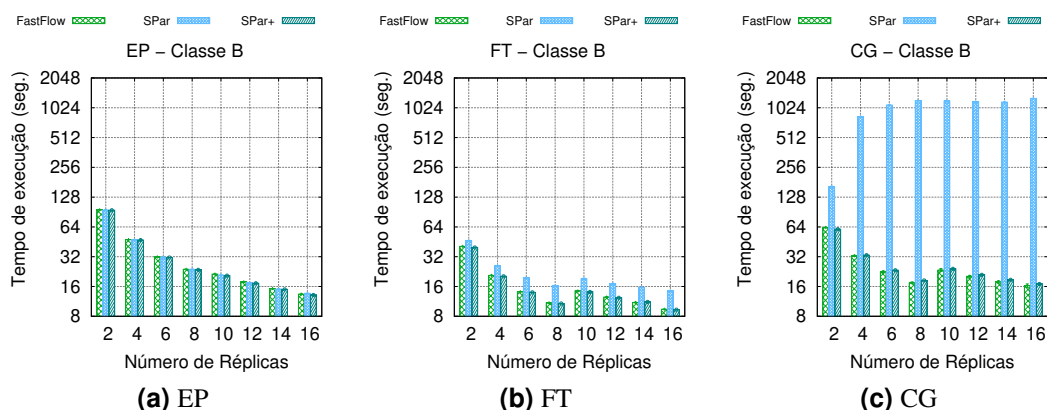 FastFlow SPar SPar+
EP – Classe B
Tempo de execução (seg.)
2048
1024
512
256
128
64
32
16
8
2 4 6 8 10 12 14 16
Número de Réplicas
(a) EP
FastFlow SPar SPar+
FT – Classe B
Tempo de execução (seg.)
2048
1024
512
256
128
64
32
16
8
2 4 6 8 10 12 14 16
Número de Réplicas
(b) FT
FastFlow SPar SPar+
CG – Classe B
Tempo de execução (seg.)
2048
1024
512
256
128
64
32
16
8
2 4 6 8 10 12 14 16
Número de Réplicas
(c) CG